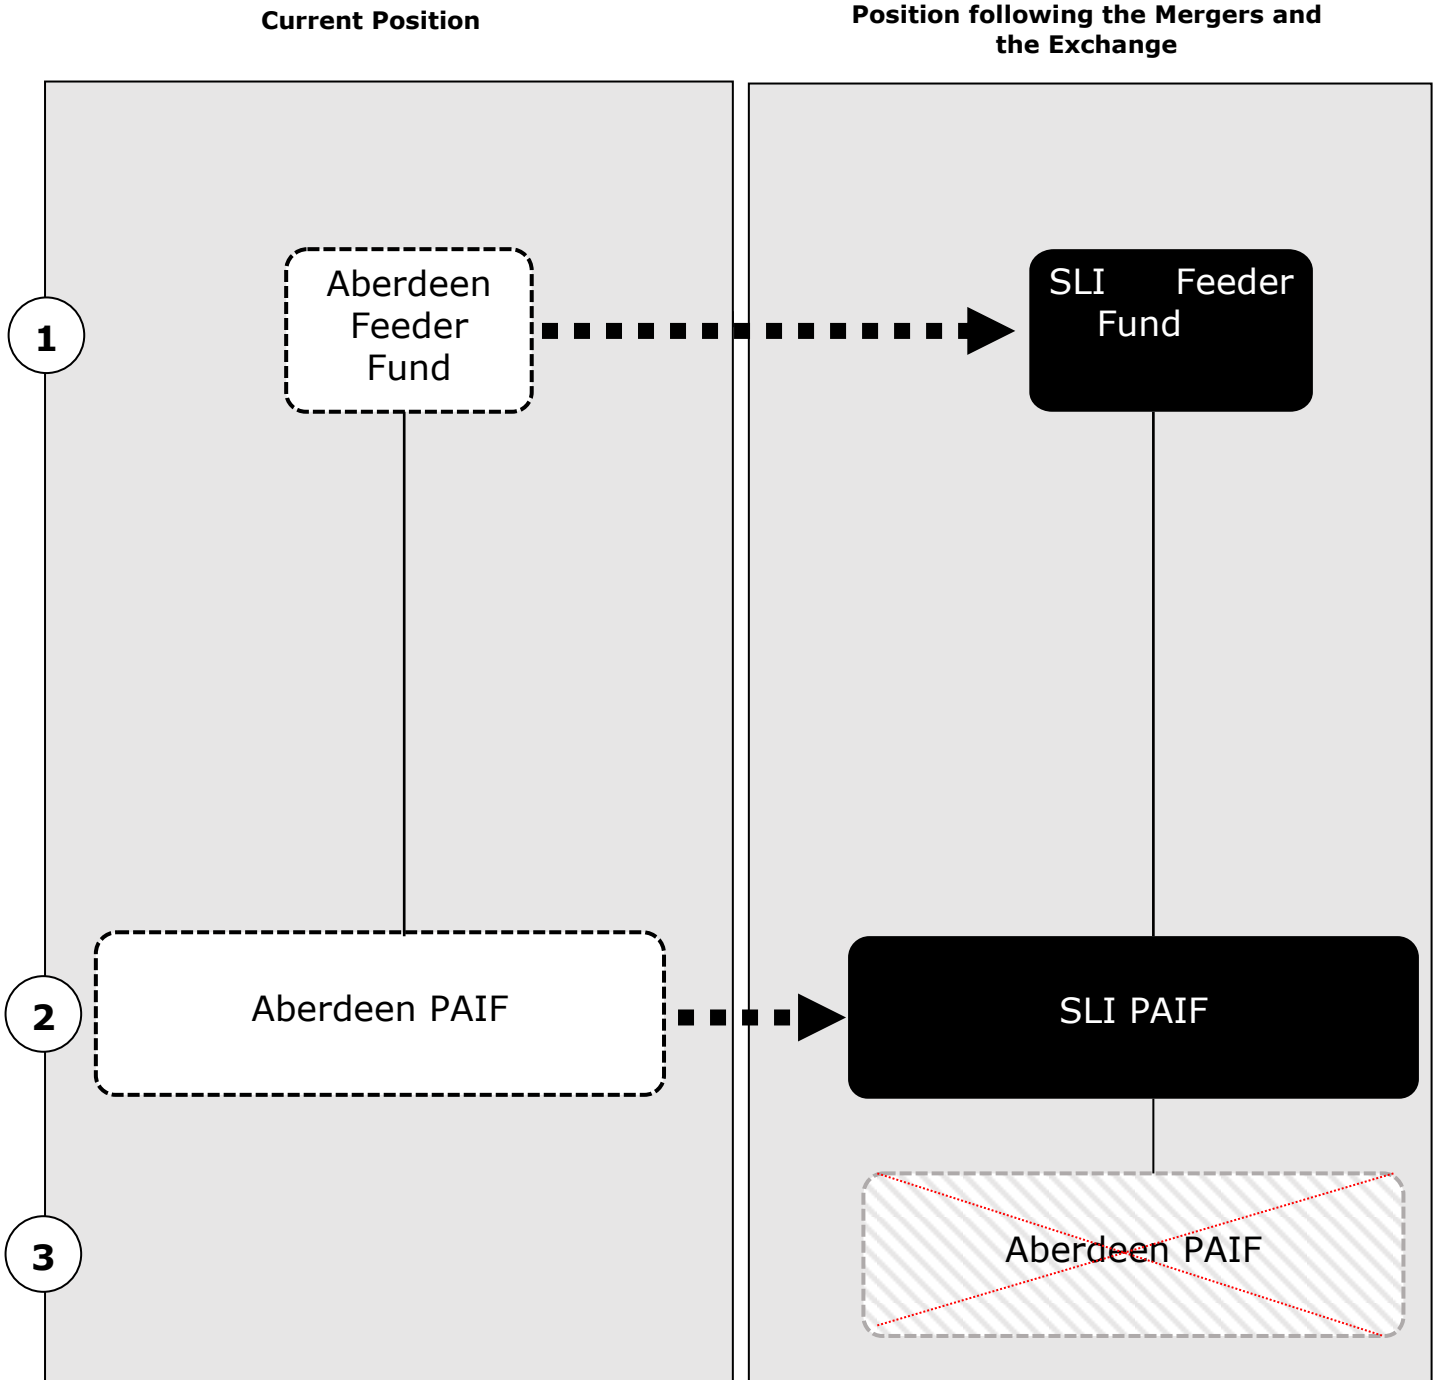 Current Position
Position following the Mergers and
the Exchange
1
Aberdeen
Feeder
Fund
SLI Feeder
Fund
2
Aberdeen PAIF
SLI PAIF
3
Aberdeen PAIF